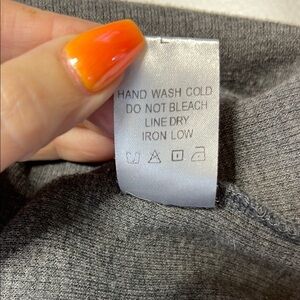 HAND WASH COLD
DO NOT BLEACH
LINE DRY
IRON LOW